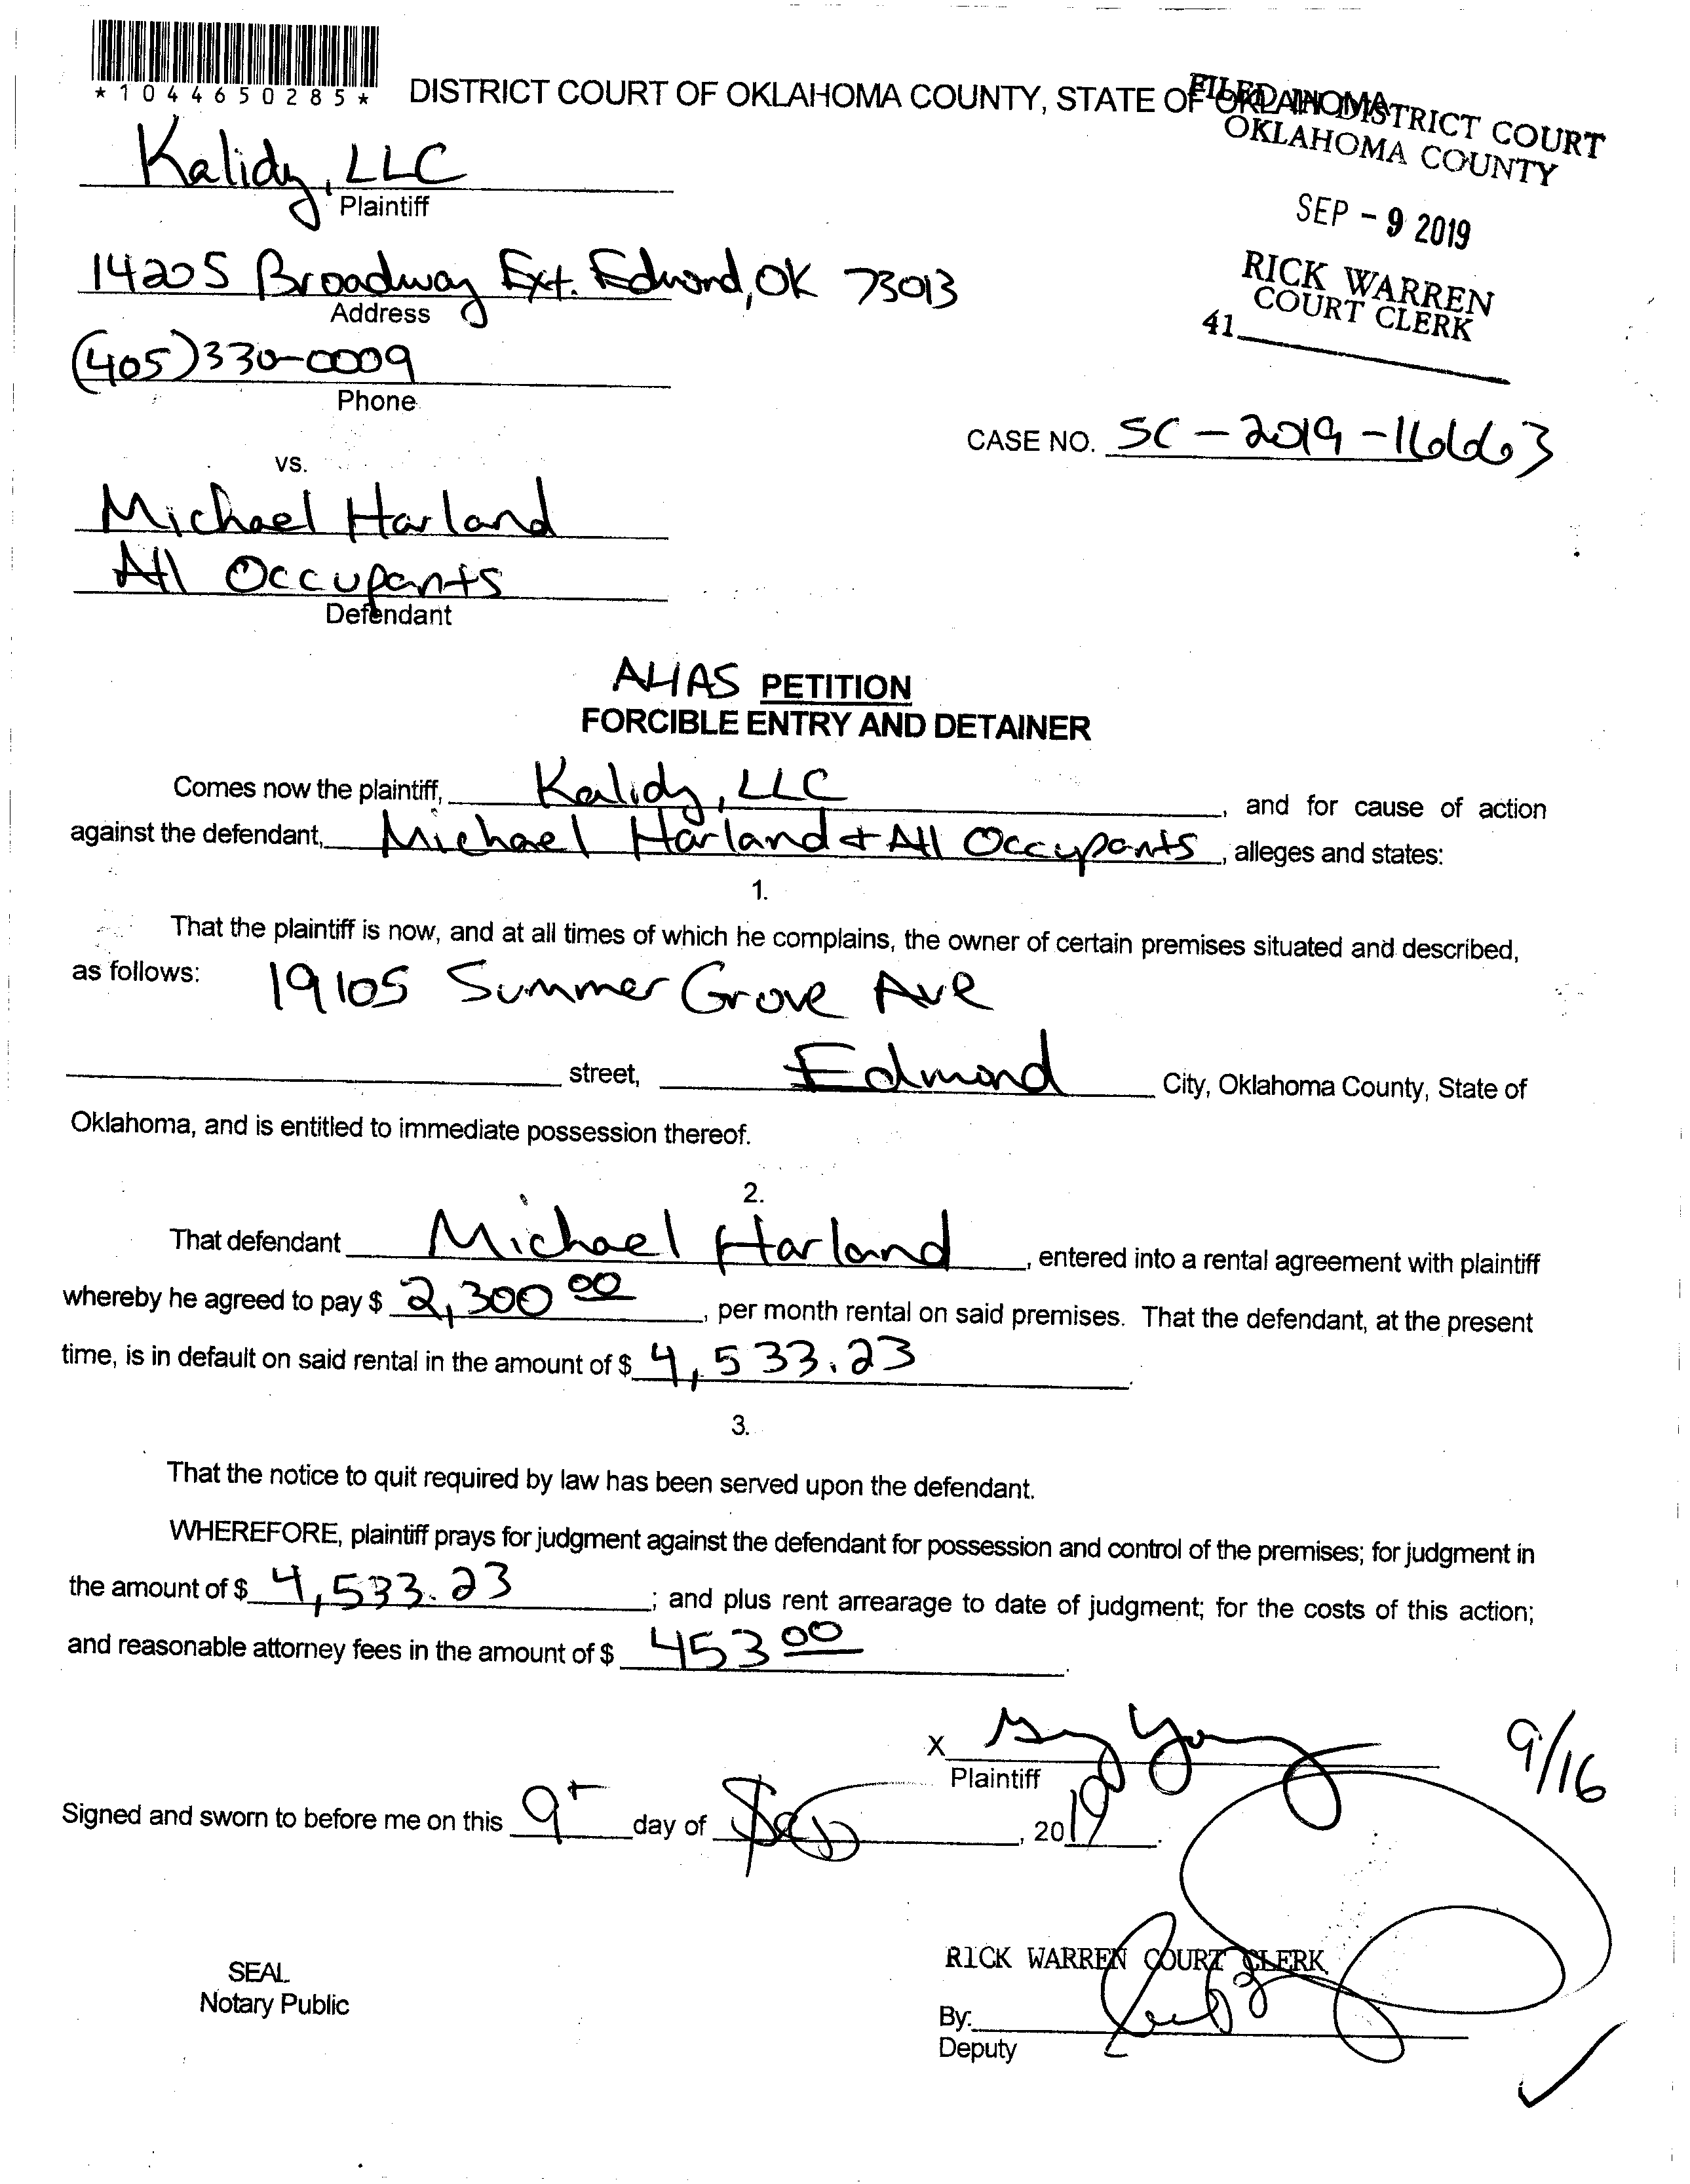 *1044650285*
DISTRICT COURT OF OKLAHOMA COUNTY, STATE OF OKLAHOMA
FILED IN DISTRICT COURT
OKLAHOMA COUNTY
SEP - 9 2019
RICK WARREN
COURT CLERK
41
Kalidy, LLC
Plaintiff
14205 Broadway Ext. Edmond, OK 73013
Address
(405)330-0009
Phone
CASE NO. SC-2019-16663
vs.
Michael Harland
All Occupants
Defendant
ALIAS PETITION
FORCIBLE ENTRY AND DETAINER
Comes now the plaintiff, Kalidy, LLC, and for cause of action
against the defendant, Michael Harland + All Occupants, alleges and states:
1.
That the plaintiff is now, and at all times of which he complains, the owner of certain premises situated and described,
as follows: 19105 Summer Grove Ave
street, Edmond City, Oklahoma County, State of
Oklahoma, and is entitled to immediate possession thereof.
2.
That defendant Michael Harland, entered into a rental agreement with plaintiff
whereby he agreed to pay $ 2,300 00, per month rental on said premises. That the defendant, at the present
time, is in default on said rental in the amount of $ 4,533.23.
3.
That the notice to quit required by law has been served upon the defendant.
WHEREFORE, plaintiff prays for judgment against the defendant for possession and control of the premises; for judgment in
the amount of $ 4,533.23; and plus rent arrearage to date of judgment; for the costs of this action;
and reasonable attorney fees in the amount of $ 453 00.
X
Plaintiff
9/16
Signed and sworn to before me on this 9 day of Sep, 2019.
SEAL
Notary Public
RICK WARREN COURT CLERK
By:
Deputy